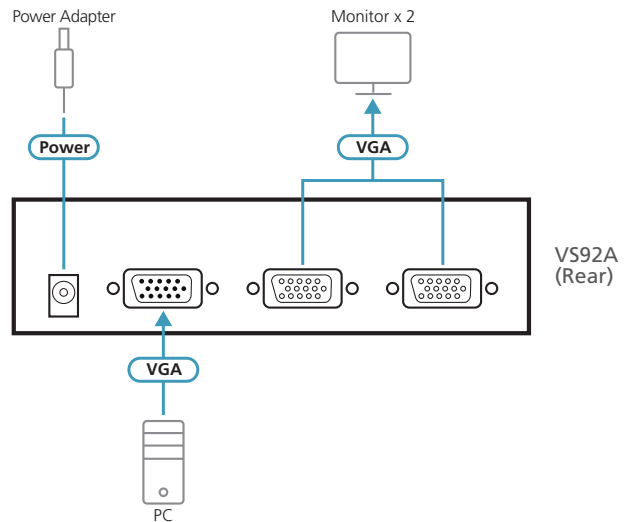 Power Adapter
Monitor x 2
Power
VGA
VS92A
(Rear)
VGA
PC